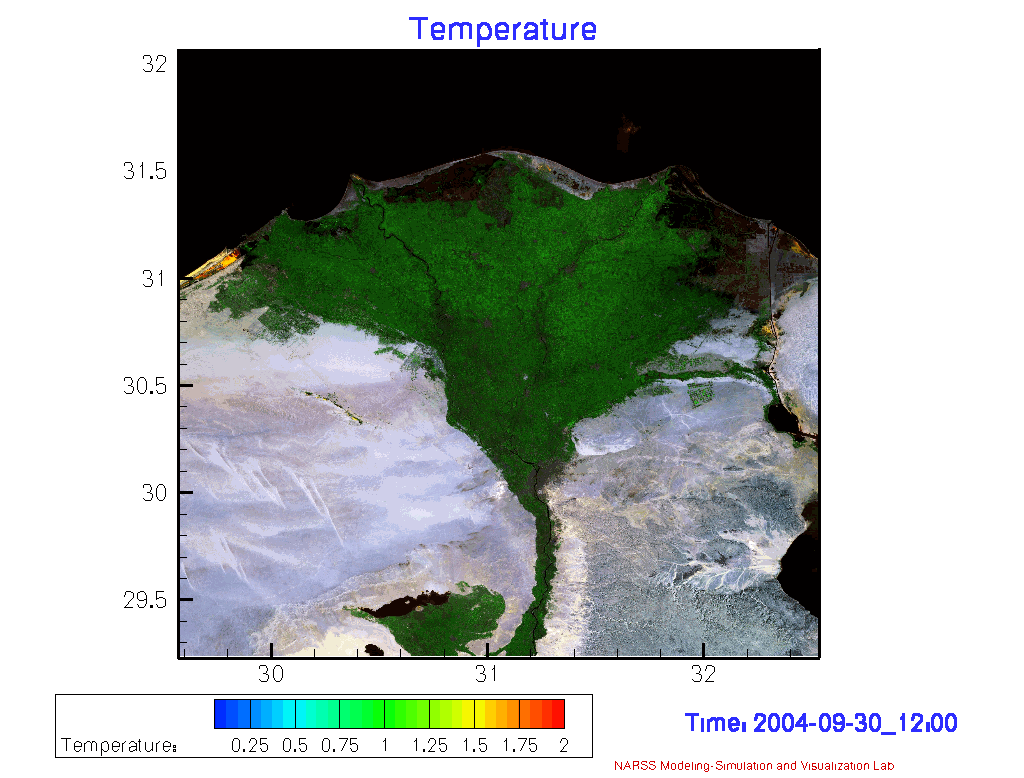 Temperature
32
31.5
31
30.5
30
29.5
30 31 32
Temperature: 0.25 0.5 0.75 1 1.25 1.5 1.75 2
Time: 2004-09-30_12:00
NARSS Modeling-Simulation and Visualization Lab